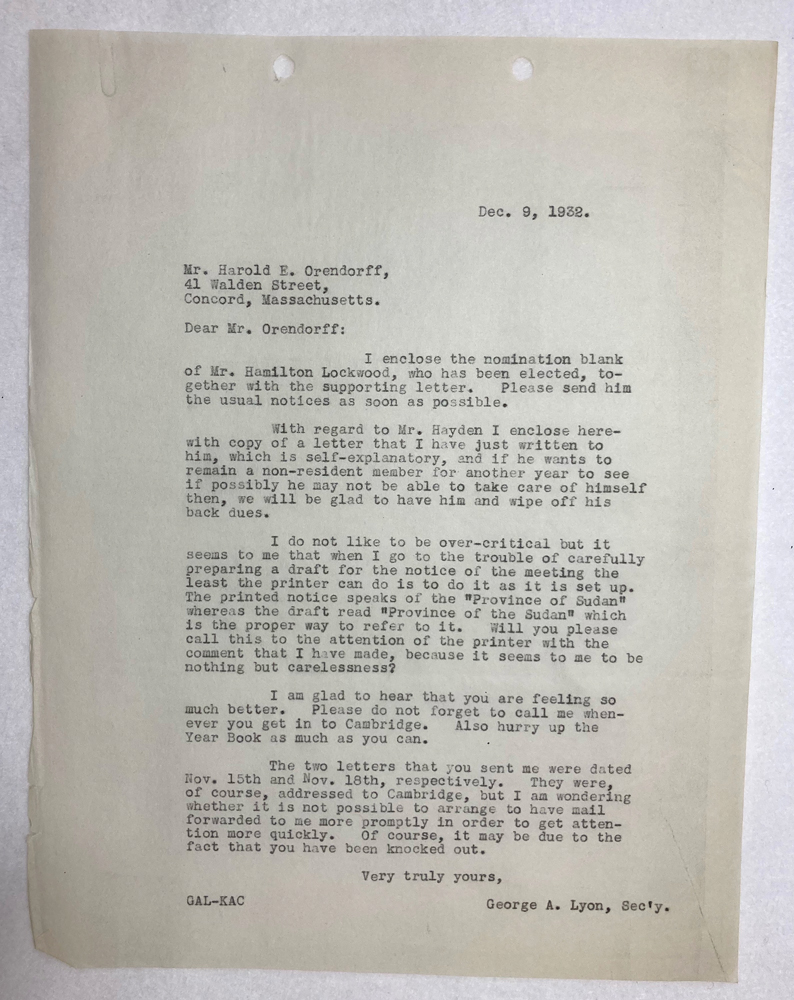 Dec. 9, 1932.
Mr. Harold E. Orendorff,
41 Walden Street,
Concord, Massachusetts.
Dear Mr. Orendorff:
I enclose the nomination blank
of Mr. Hamilton Lockwood, who has been elected, to-
gether with the supporting letter. Please send him
the usual notices as soon as possible.
With regard to Mr. Hayden I enclose here-
with copy of a letter that I have just written to
him, which is self-explanatory, and if he wants to
remain a non-resident member for another year to see
if possibly he may not be able to take care of himself
then, we will be glad to have him and wipe off his
back dues.
I do not like to be over-critical but it
seems to me that when I go to the trouble of carefully
preparing a draft for the notice of the meeting the
least the printer can do is to do it as it is set up.
The printed notice speaks of the "Province of Sudan"
whereas the draft read "Province of the Sudan" which
is the proper way to refer to it. Will you please
call this to the attention of the printer with the
comment that I have made, because it seems to me to be
nothing but carelessness?
I am glad to hear that you are feeling so
much better. Please do not forget to call me when-
ever you get in to Cambridge. Also hurry up the
Year Book as much as you can.
The two letters that you sent me were dated
Nov. 15th and Nov. 18th, respectively. They were,
of course, addressed to Cambridge, but I am wondering
whether it is not possible to arrange to have mail
forwarded to me more promptly in order to get atten-
tion more quickly. Of course, it may be due to the
fact that you have been knocked out.
Very truly yours,
GAL-KAC
George A. Lyon, Sec'y.